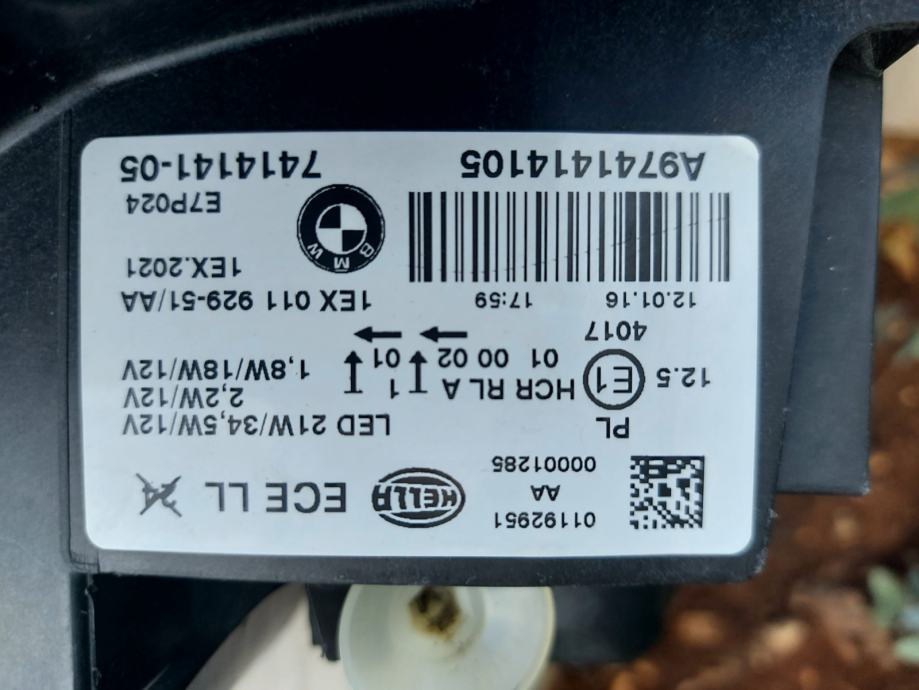 01192951
AA
00001285
HELLA
ECE LL
PL
LED 21W/34,5W/12V
2,2W/12V
1,8W/18W/12V
12.5 E1 HCR RL A 1
01 00 02 01
4017
12.01.16 17:59
1EX 011 929-51/AA
1EX.2021
BMW
E7P024
A9741414105
7414141-05